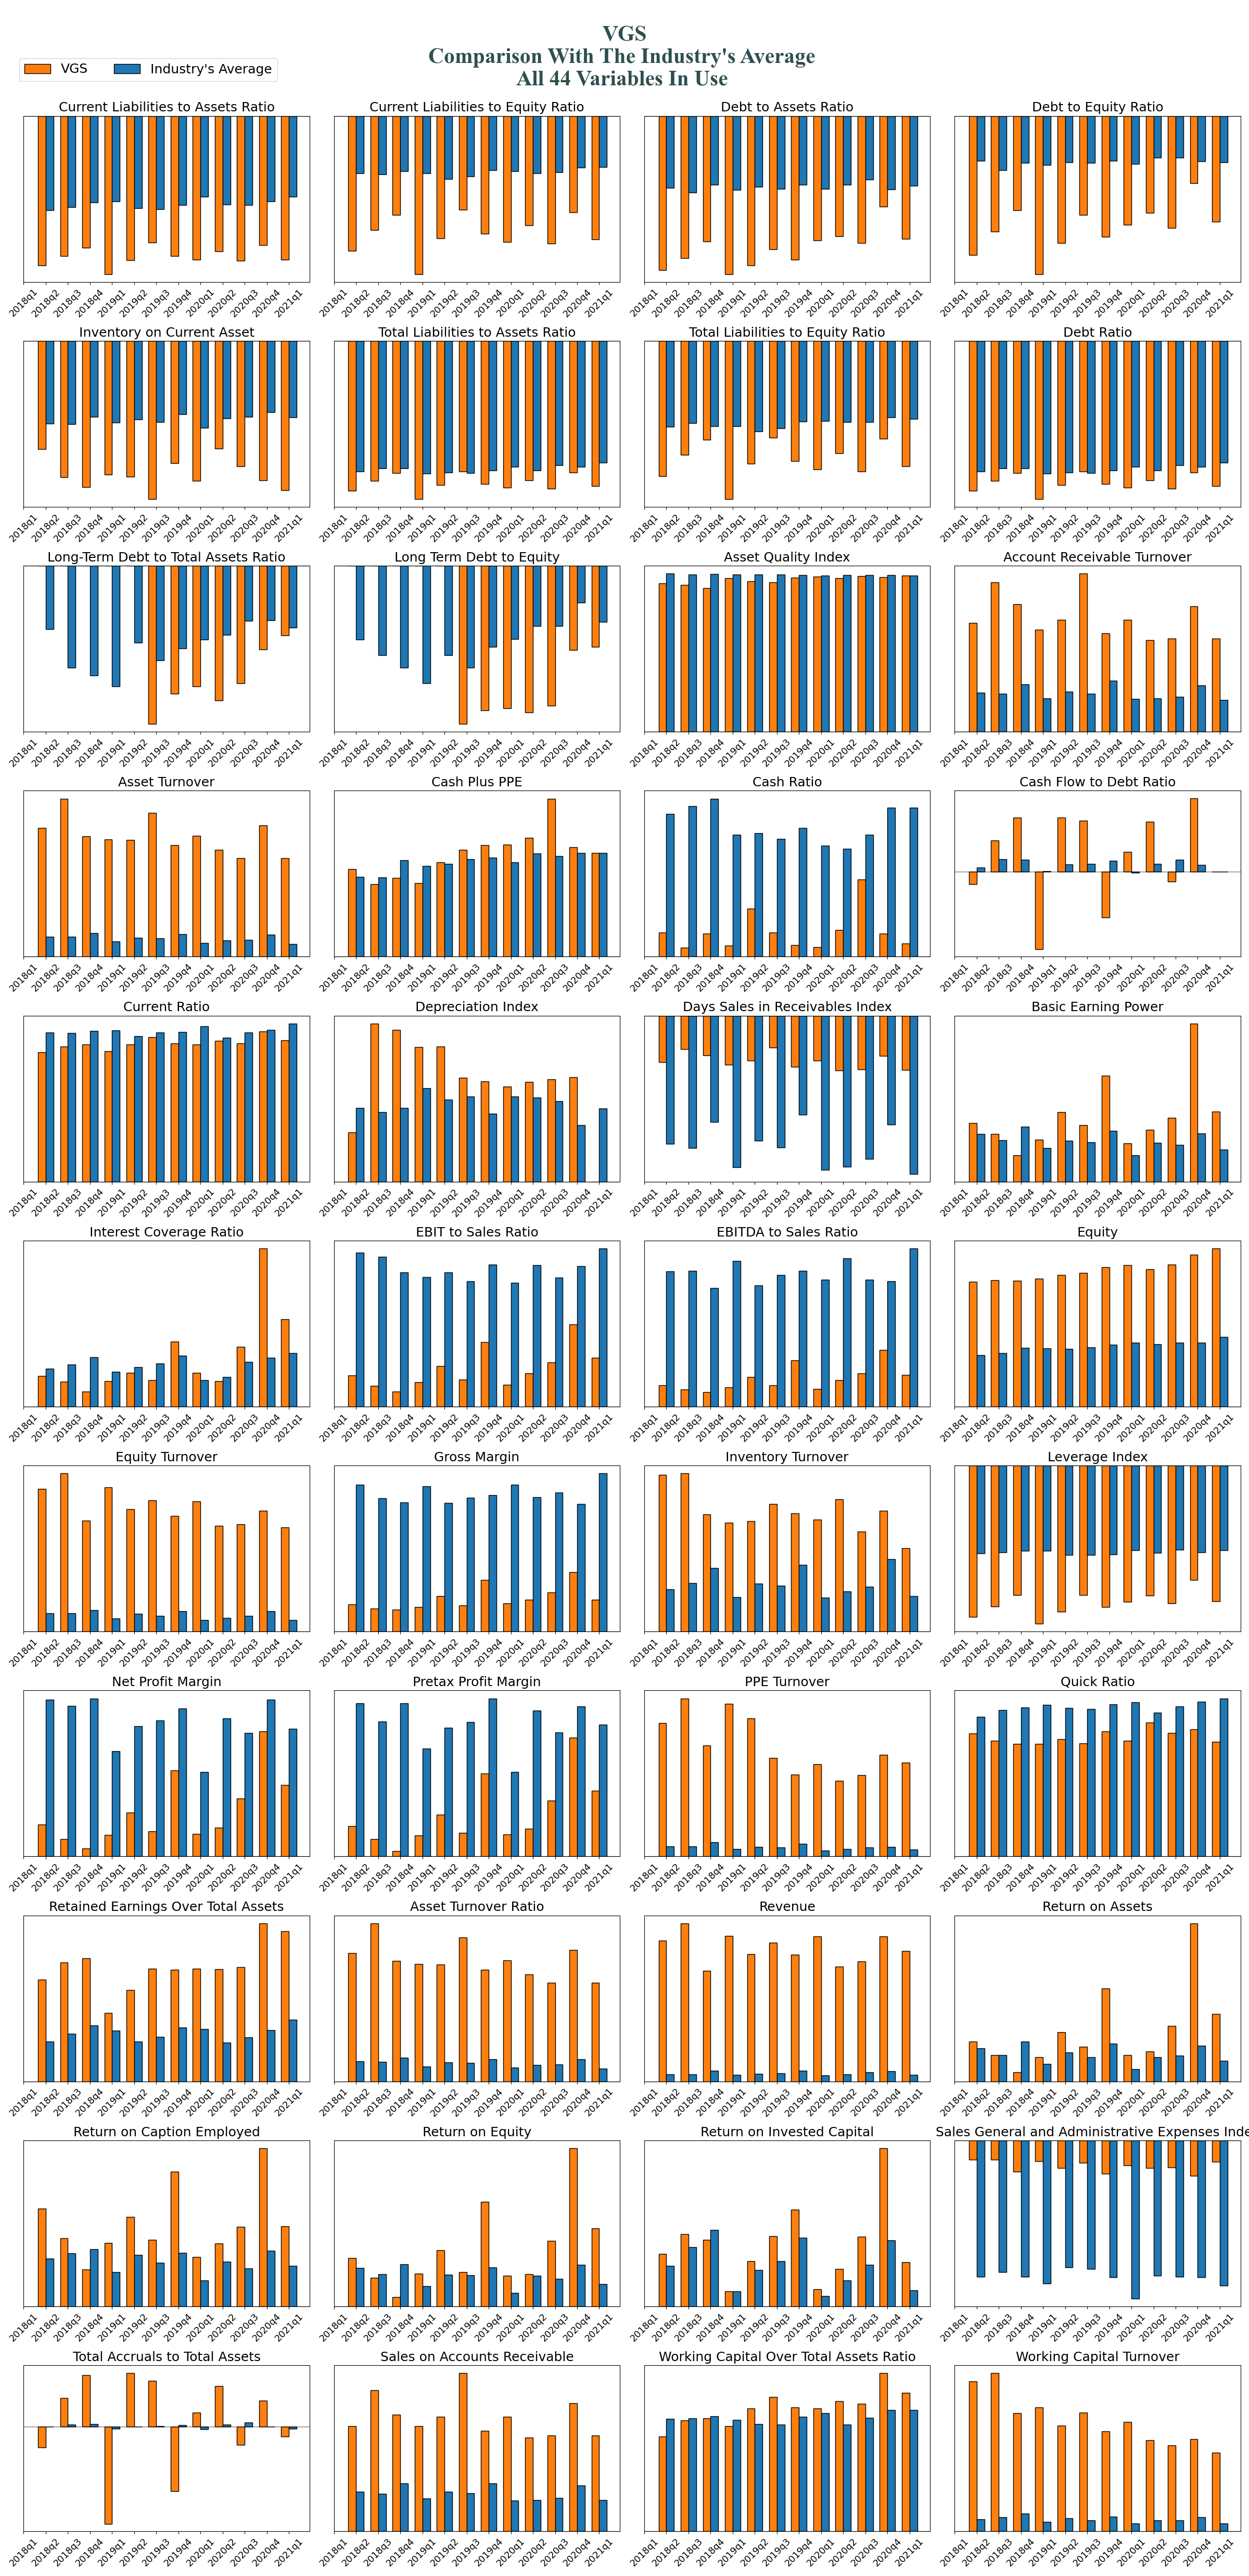 VGS
Comparison With The Industry's Average
All 44 Variables In Use
VGS Industry's Average
Current Liabilities to Assets Ratio
Current Liabilities to Equity Ratio
Debt to Assets Ratio
Debt to Equity Ratio
2018q1 2018q2 2018q3 2018q4 2019q1 2019q2 2019q3 2019q4 2020q1 2020q2 2020q3 2020q4 2021q1
Inventory on Current Asset
Total Liabilities to Assets Ratio
Total Liabilities to Equity Ratio
Debt Ratio
Long-Term Debt to Total Assets Ratio
Long Term Debt to Equity
Asset Quality Index
Account Receivable Turnover
Asset Turnover
Cash Plus PPE
Cash Ratio
Cash Flow to Debt Ratio
Current Ratio
Depreciation Index
Days Sales in Receivables Index
Basic Earning Power
Interest Coverage Ratio
EBIT to Sales Ratio
EBITDA to Sales Ratio
Equity
Equity Turnover
Gross Margin
Inventory Turnover
Leverage Index
Net Profit Margin
Pretax Profit Margin
PPE Turnover
Quick Ratio
Retained Earnings Over Total Assets
Asset Turnover Ratio
Revenue
Return on Assets
Return on Caption Employed
Return on Equity
Return on Invested Capital
Sales General and Administrative Expenses Inde
Total Accruals to Total Assets
Sales on Accounts Receivable
Working Capital Over Total Assets Ratio
Working Capital Turnover